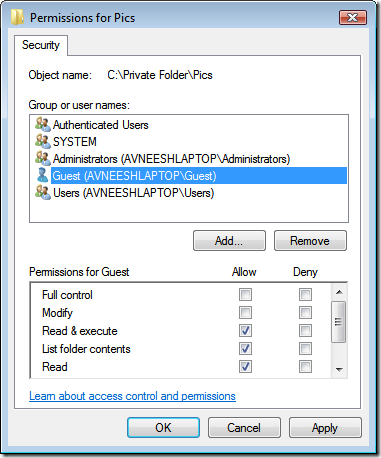 Permissions for Pics
Security
Object name: C:\Private Folder\Pics
Group or user names:
Authenticated Users
SYSTEM
Administrators (AVNEESHLAPTOP\Administrators)
Guest (AVNEESHLAPTOP\Guest)
Users (AVNEESHLAPTOP\Users)
Add... Remove
Permissions for Guest Allow Deny
Full control
Modify
Read & execute
List folder contents
Read
Learn about access control and permissions
OK Cancel Apply